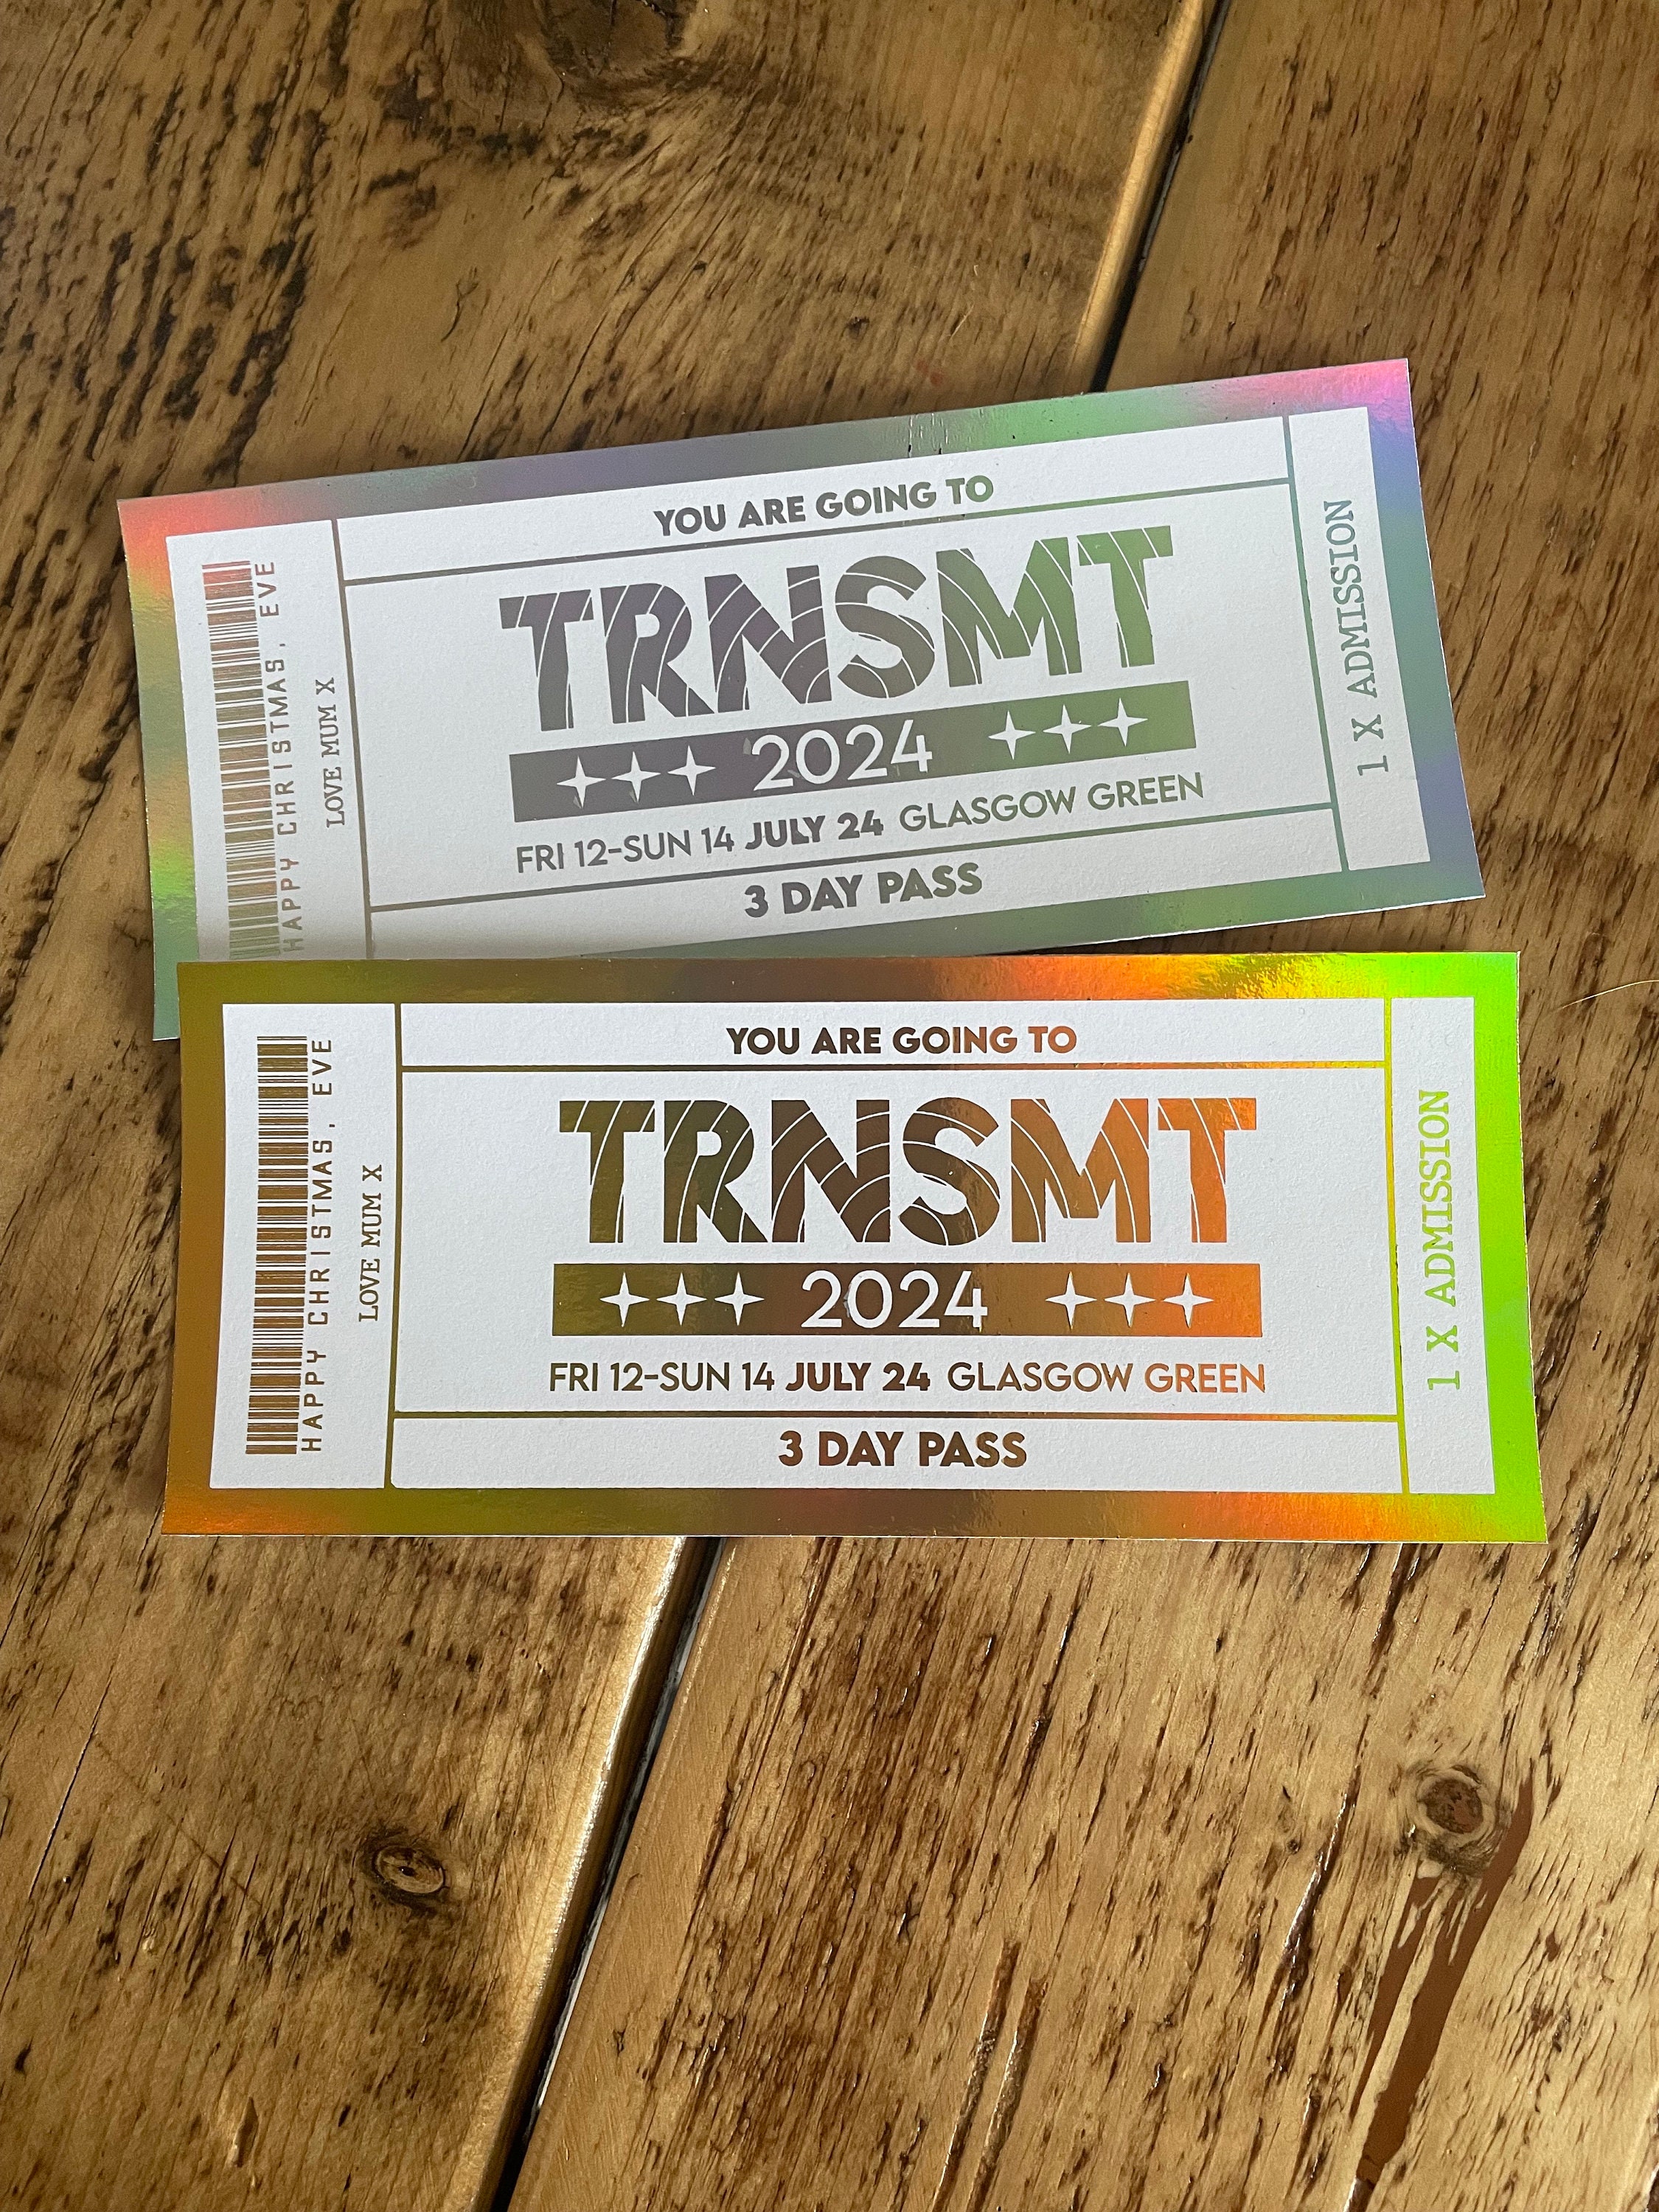 HAPPY CHRISTMAS, EVE
LOVE MUM X
YOU ARE GOING TO
TRNSMT
2024
FRI 12-SUN 14 JULY 24 GLASGOW GREEN
3 DAY PASS
1 X ADMISSION
HAPPY CHRISTMAS, EVE
LOVE MUM X
YOU ARE GOING TO
TRNSMT
2024
FRI 12-SUN 14 JULY 24 GLASGOW GREEN
3 DAY PASS
1 X ADMISSION